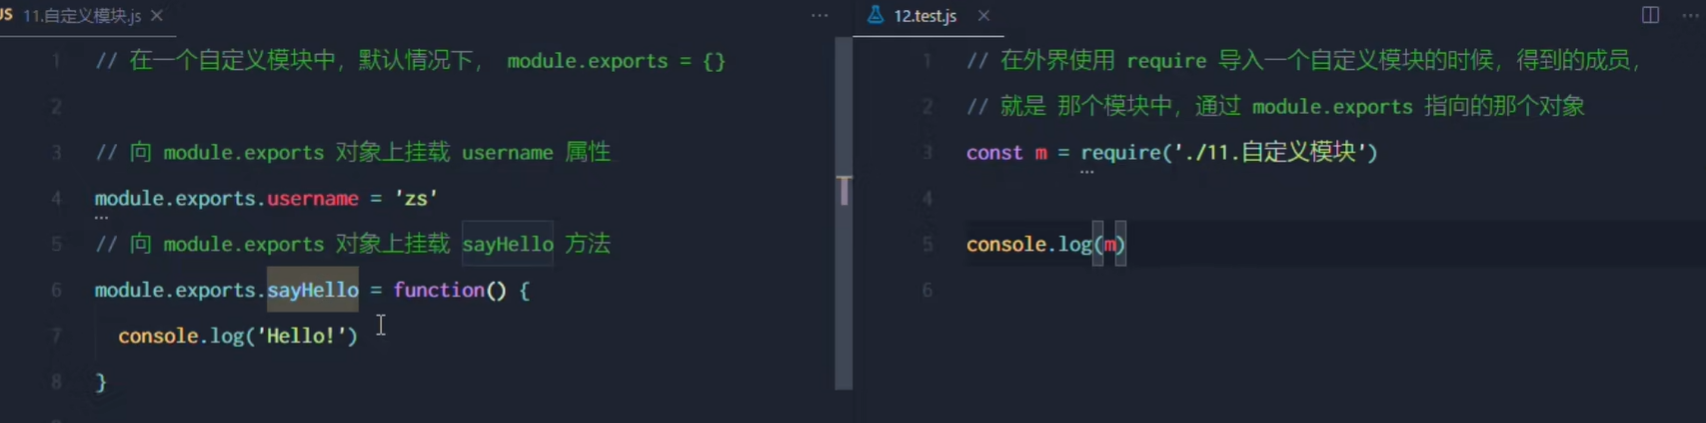 JS 11.自定义模块.js ×
1 // 在一个自定义模块中，默认情况下， module.exports = {}
2
3 // 向 module.exports 对象上挂载 username 属性
4 module.exports.username = 'zs'
5 // 向 module.exports 对象上挂载 sayHello 方法
6 module.exports.sayHello = function() {
7 console.log('Hello!')
8 }
12.test.js ×
1 // 在外界使用 require 导入一个自定义模块的时候，得到的成员，
2 // 就是 那个模块中，通过 module.exports 指向的那个对象
3 const m = require('./11.自定义模块')
4
5 console.log(m)
6